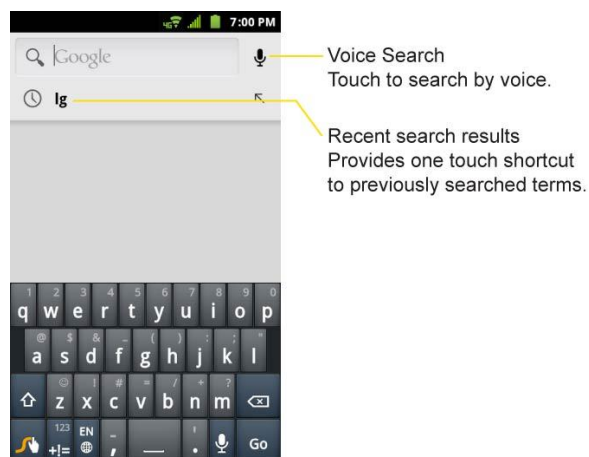 4G 7:00 PM
Google
Voice Search
Touch to search by voice.
lg
Recent search results
Provides one touch shortcut
to previously searched terms.
1 2 3 4 5 6 7 8 9 0
q w e r t y u i o p
@ $ & _ ( ) : ; "
a s d f g h j k l
! # = / + ?
z x c v b n m
123 EN - '
+!= , . Go